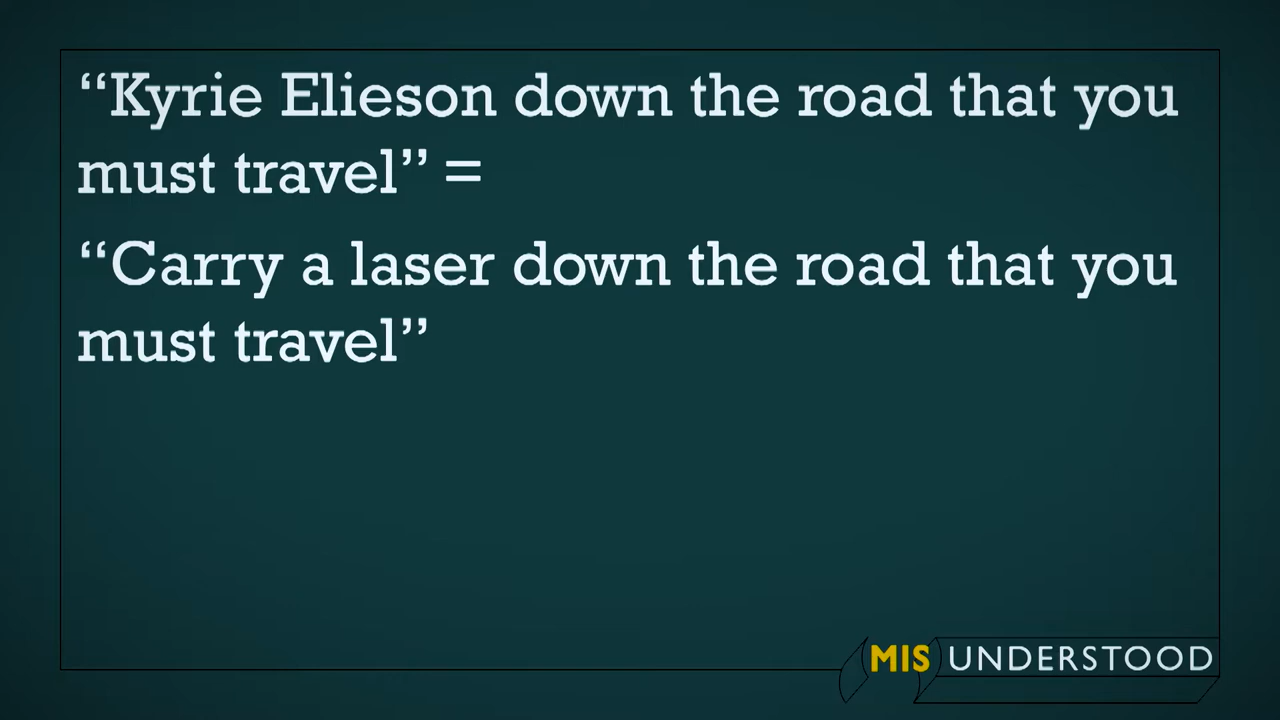 “Kyrie Elieson down the road that you
must travel” =
“Carry a laser down the road that you
must travel”
MIS UNDERSTOOD